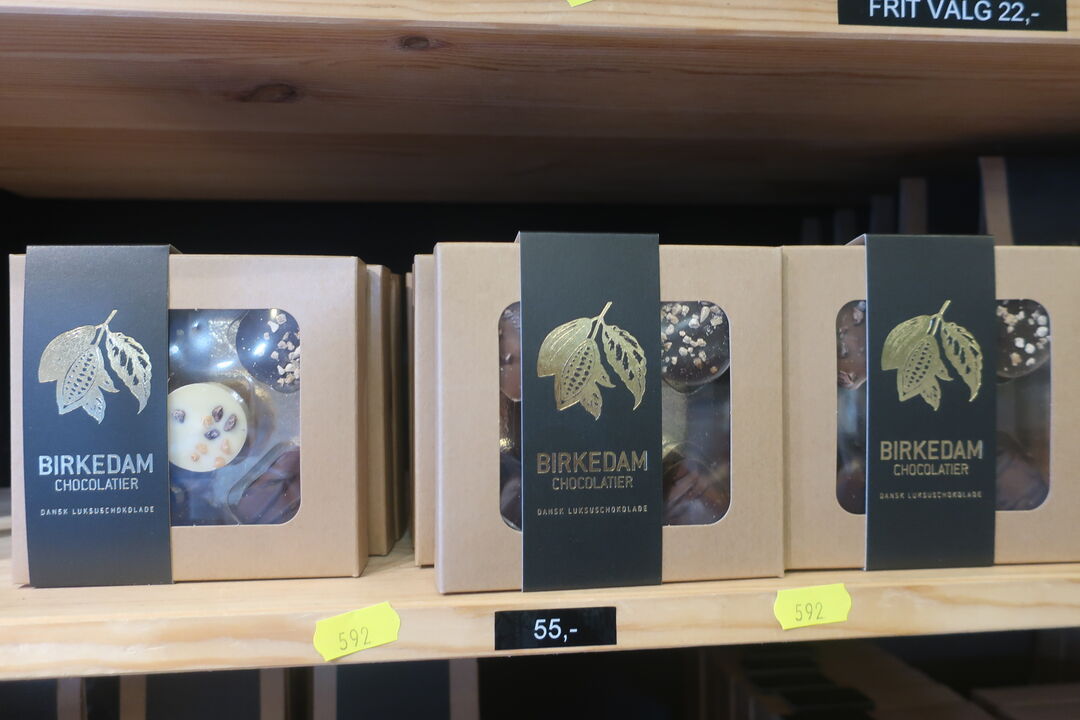 FRIT VALG 22,-
BIRKEDAM
CHOCOLATIER
DANSK LUKSUSCHOKOLADE
BIRKEDAM
CHOCOLATIER
DANSK LUKSUSCHOKOLADE
BIRKEDAM
CHOCOLATIER
DANSK LUKSUSCHOKOLADE
592
55,-
592